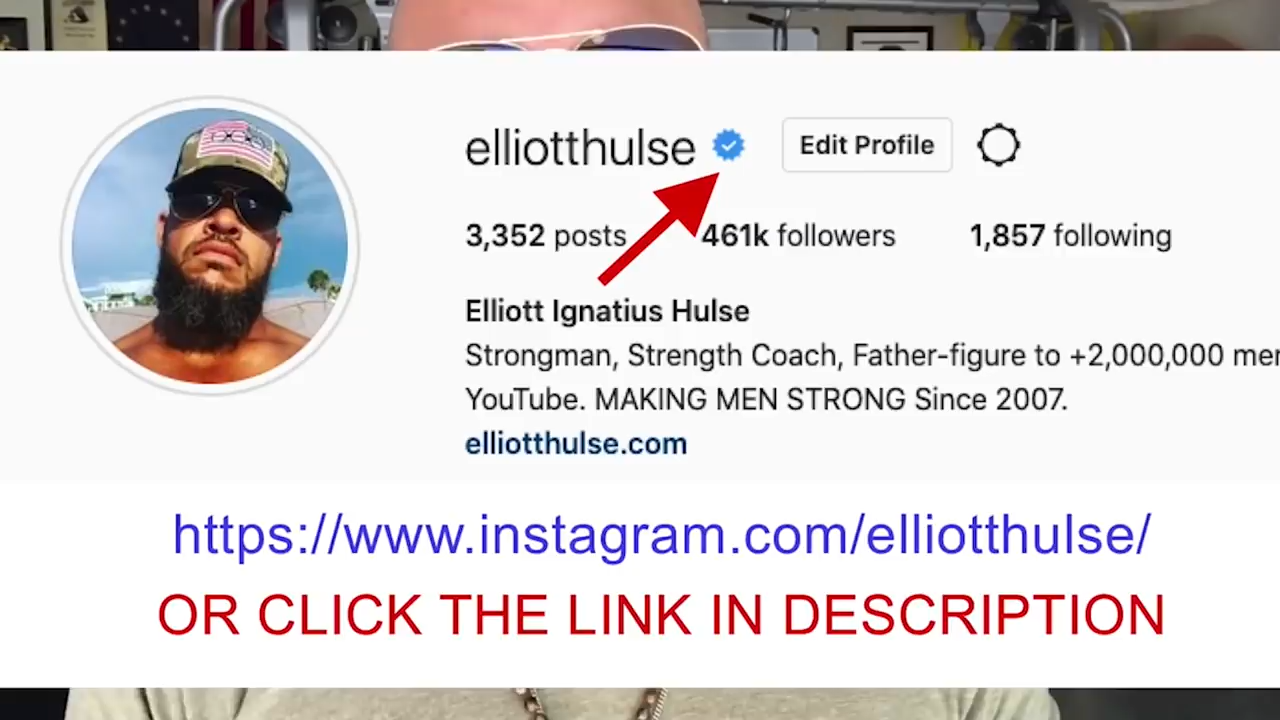 elliotthulse Edit Profile
3,352 posts 461k followers 1,857 following
Elliott Ignatius Hulse
Strongman, Strength Coach, Father-figure to +2,000,000
YouTube. MAKING MEN STRONG Since 2007.
elliotthulse.com
https://www.instagram.com/elliotthulse/
OR CLICK THE LINK IN DESCRIPTION